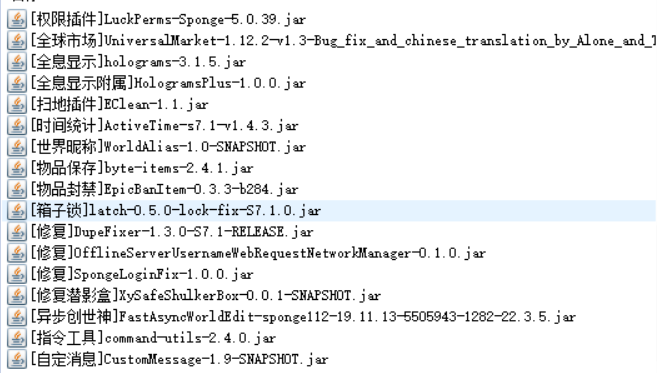 [权限插件]LuckPerms-Sponge-5.0.39.jar
[全球市场]UniversalMarket-1.12.2-v1.3-Bug_fix_and_chinese_translation_by_Alone_and_
[全息显示]holograms-3.1.5.jar
[全息显示附属]HologramsPlus-1.0.0.jar
[扫地插件]EClean-1.1.jar
[时间统计]ActiveTime-s7.1-v1.4.3.jar
[世界昵称]WorldAlias-1.0-SNAPSHOT.jar
[物品保存]byte-items-2.4.1.jar
[物品封禁]EpicBanItem-0.3.3-b284.jar
[箱子锁]latch-0.5.0-lock-fix-S7.1.0.jar
[修复]DupeFixer-1.3.0-S7.1-RELEASE.jar
[修复]OfflineServerUsernameWebRequestNetworkManager-0.1.0.jar
[修复]SpongeLoginFix-1.0.0.jar
[修复潜影盒]XySafeShulkerBox-0.0.1-SNAPSHOT.jar
[异步创世神]FastAsyncWorldEdit-sponge112-19.11.13-5505943-1282-22.3.5.jar
[指令工具]command-utils-2.4.0.jar
[自定消息]CustomMessage-1.9-SNAPSHOT.jar